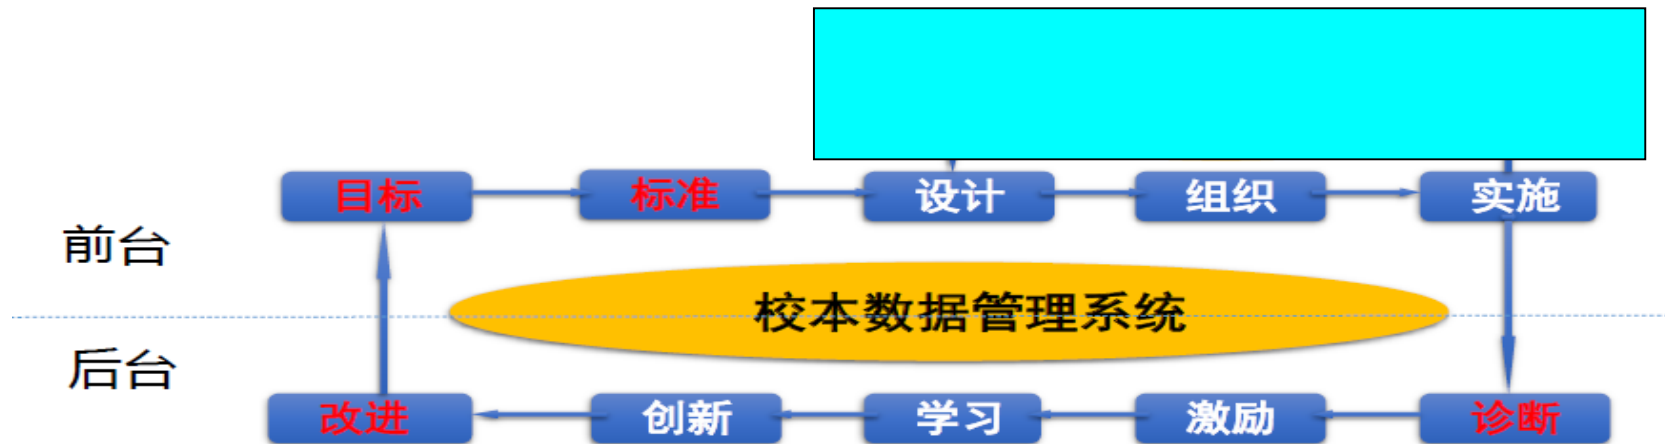 目标 标准 设计 组织 实施
前台
校本数据管理系统
后台
改进 创新 学习 激励 诊断